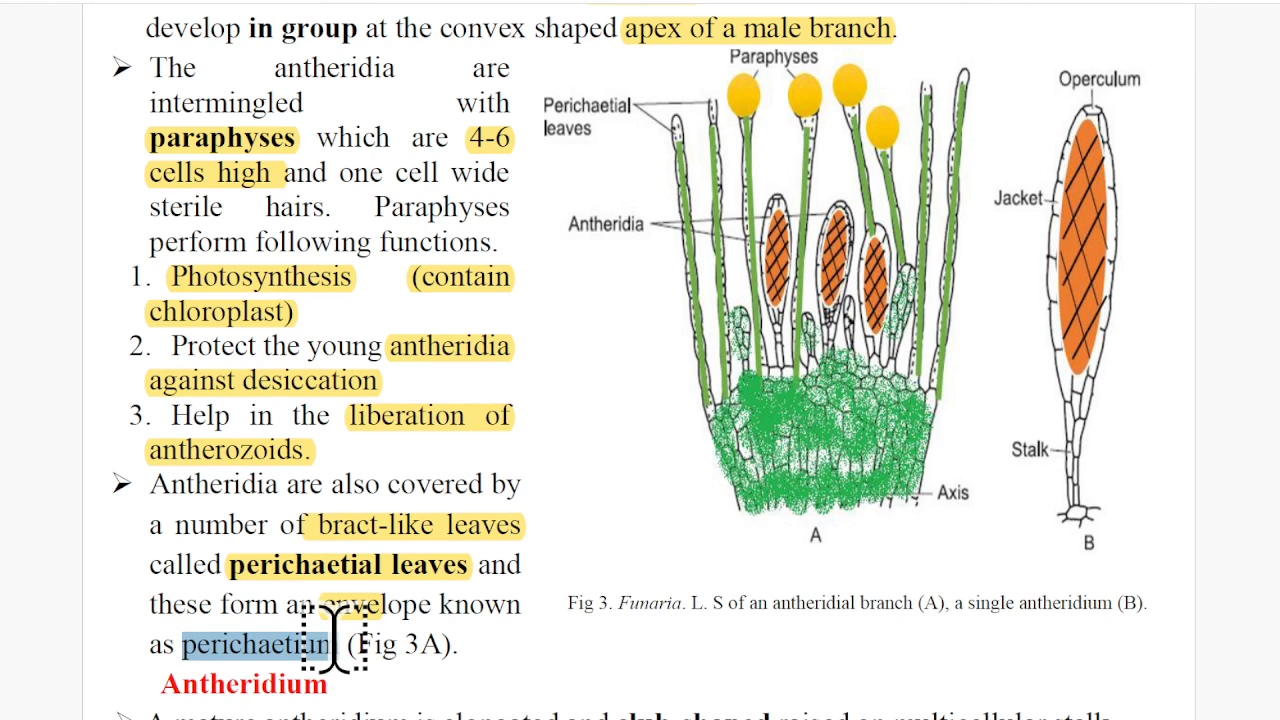 develop in group at the convex shaped apex of a male branch.
➢ The antheridia are
intermingled with
paraphyses which are 4-6
cells high and one cell wide
sterile hairs. Paraphyses
perform following functions.
1. Photosynthesis (contain
chloroplast)
2. Protect the young antheridia
against desiccation
3. Help in the liberation of
antherozoids.
➢ Antheridia are also covered by
a number of bract-like leaves
called perichaetial leaves and
these form an envelope known
as perichaetium (Fig 3A).
Antheridium
Paraphyses
Perichaetial
leaves
Antheridia
Axis
A
Operculum
Jacket
Stalk
B
Fig 3. Funaria. L. S of an antheridial branch (A), a single antheridium (B).